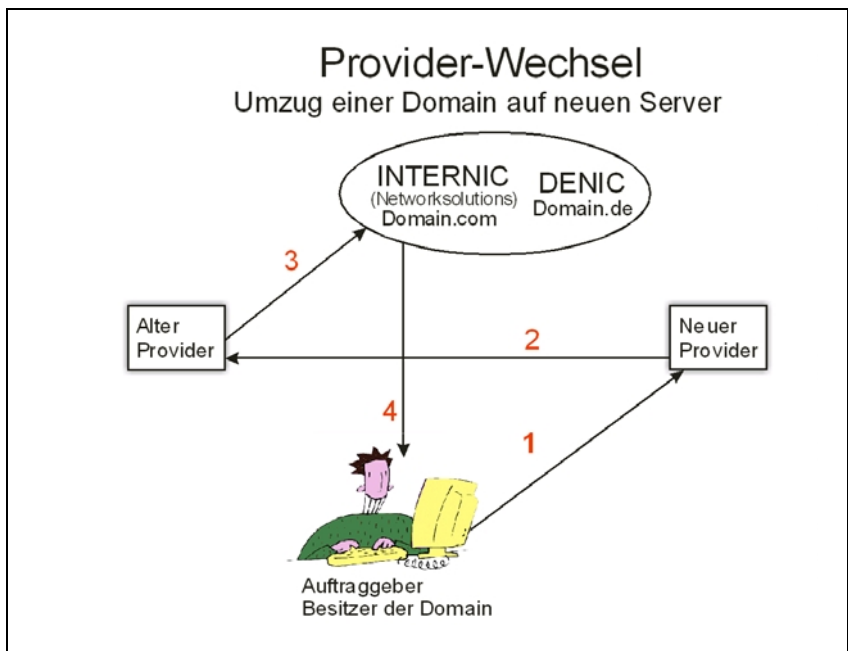 Provider-Wechsel
Umzug einer Domain auf neuen Server
INTERNIC
(Networksolutions)
Domain.com
DENIC
Domain.de
3
Alter
Provider
2
Neuer
Provider
4
1
Auftraggeber
Besitzer der Domain